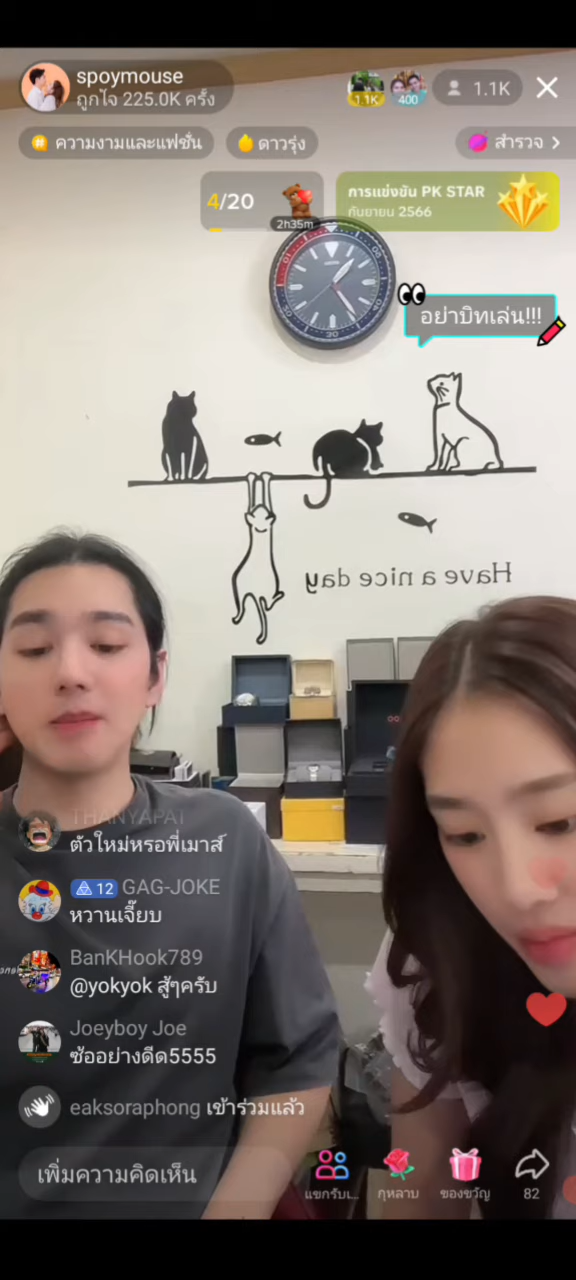 spoymouse
ถูกใจ 225.0K ครั้ง
1.1K
400
1.1K
ความงามและแฟชั่น
ดาวรุ่ง
สำรวจ
4/20
2h35m
การแข่งขัน PK STAR
กันยายน 2566
อย่าบิทเล่น!!!
Have a nice day
THANYAPAT
ตัวใหม่หรอพี่เมาส์
12 GAG-JOKE
หวานเจี๊ยบ
BanKHook789
@yokyok สู้ๆครับ
Joeyboy Joe
ซัออย่างดีด5555
eaksoraphong เข้าร่วมแล้ว
เพิ่มความคิดเห็น
แขกรับเ...
กุหลาบ
ของขวัญ
82